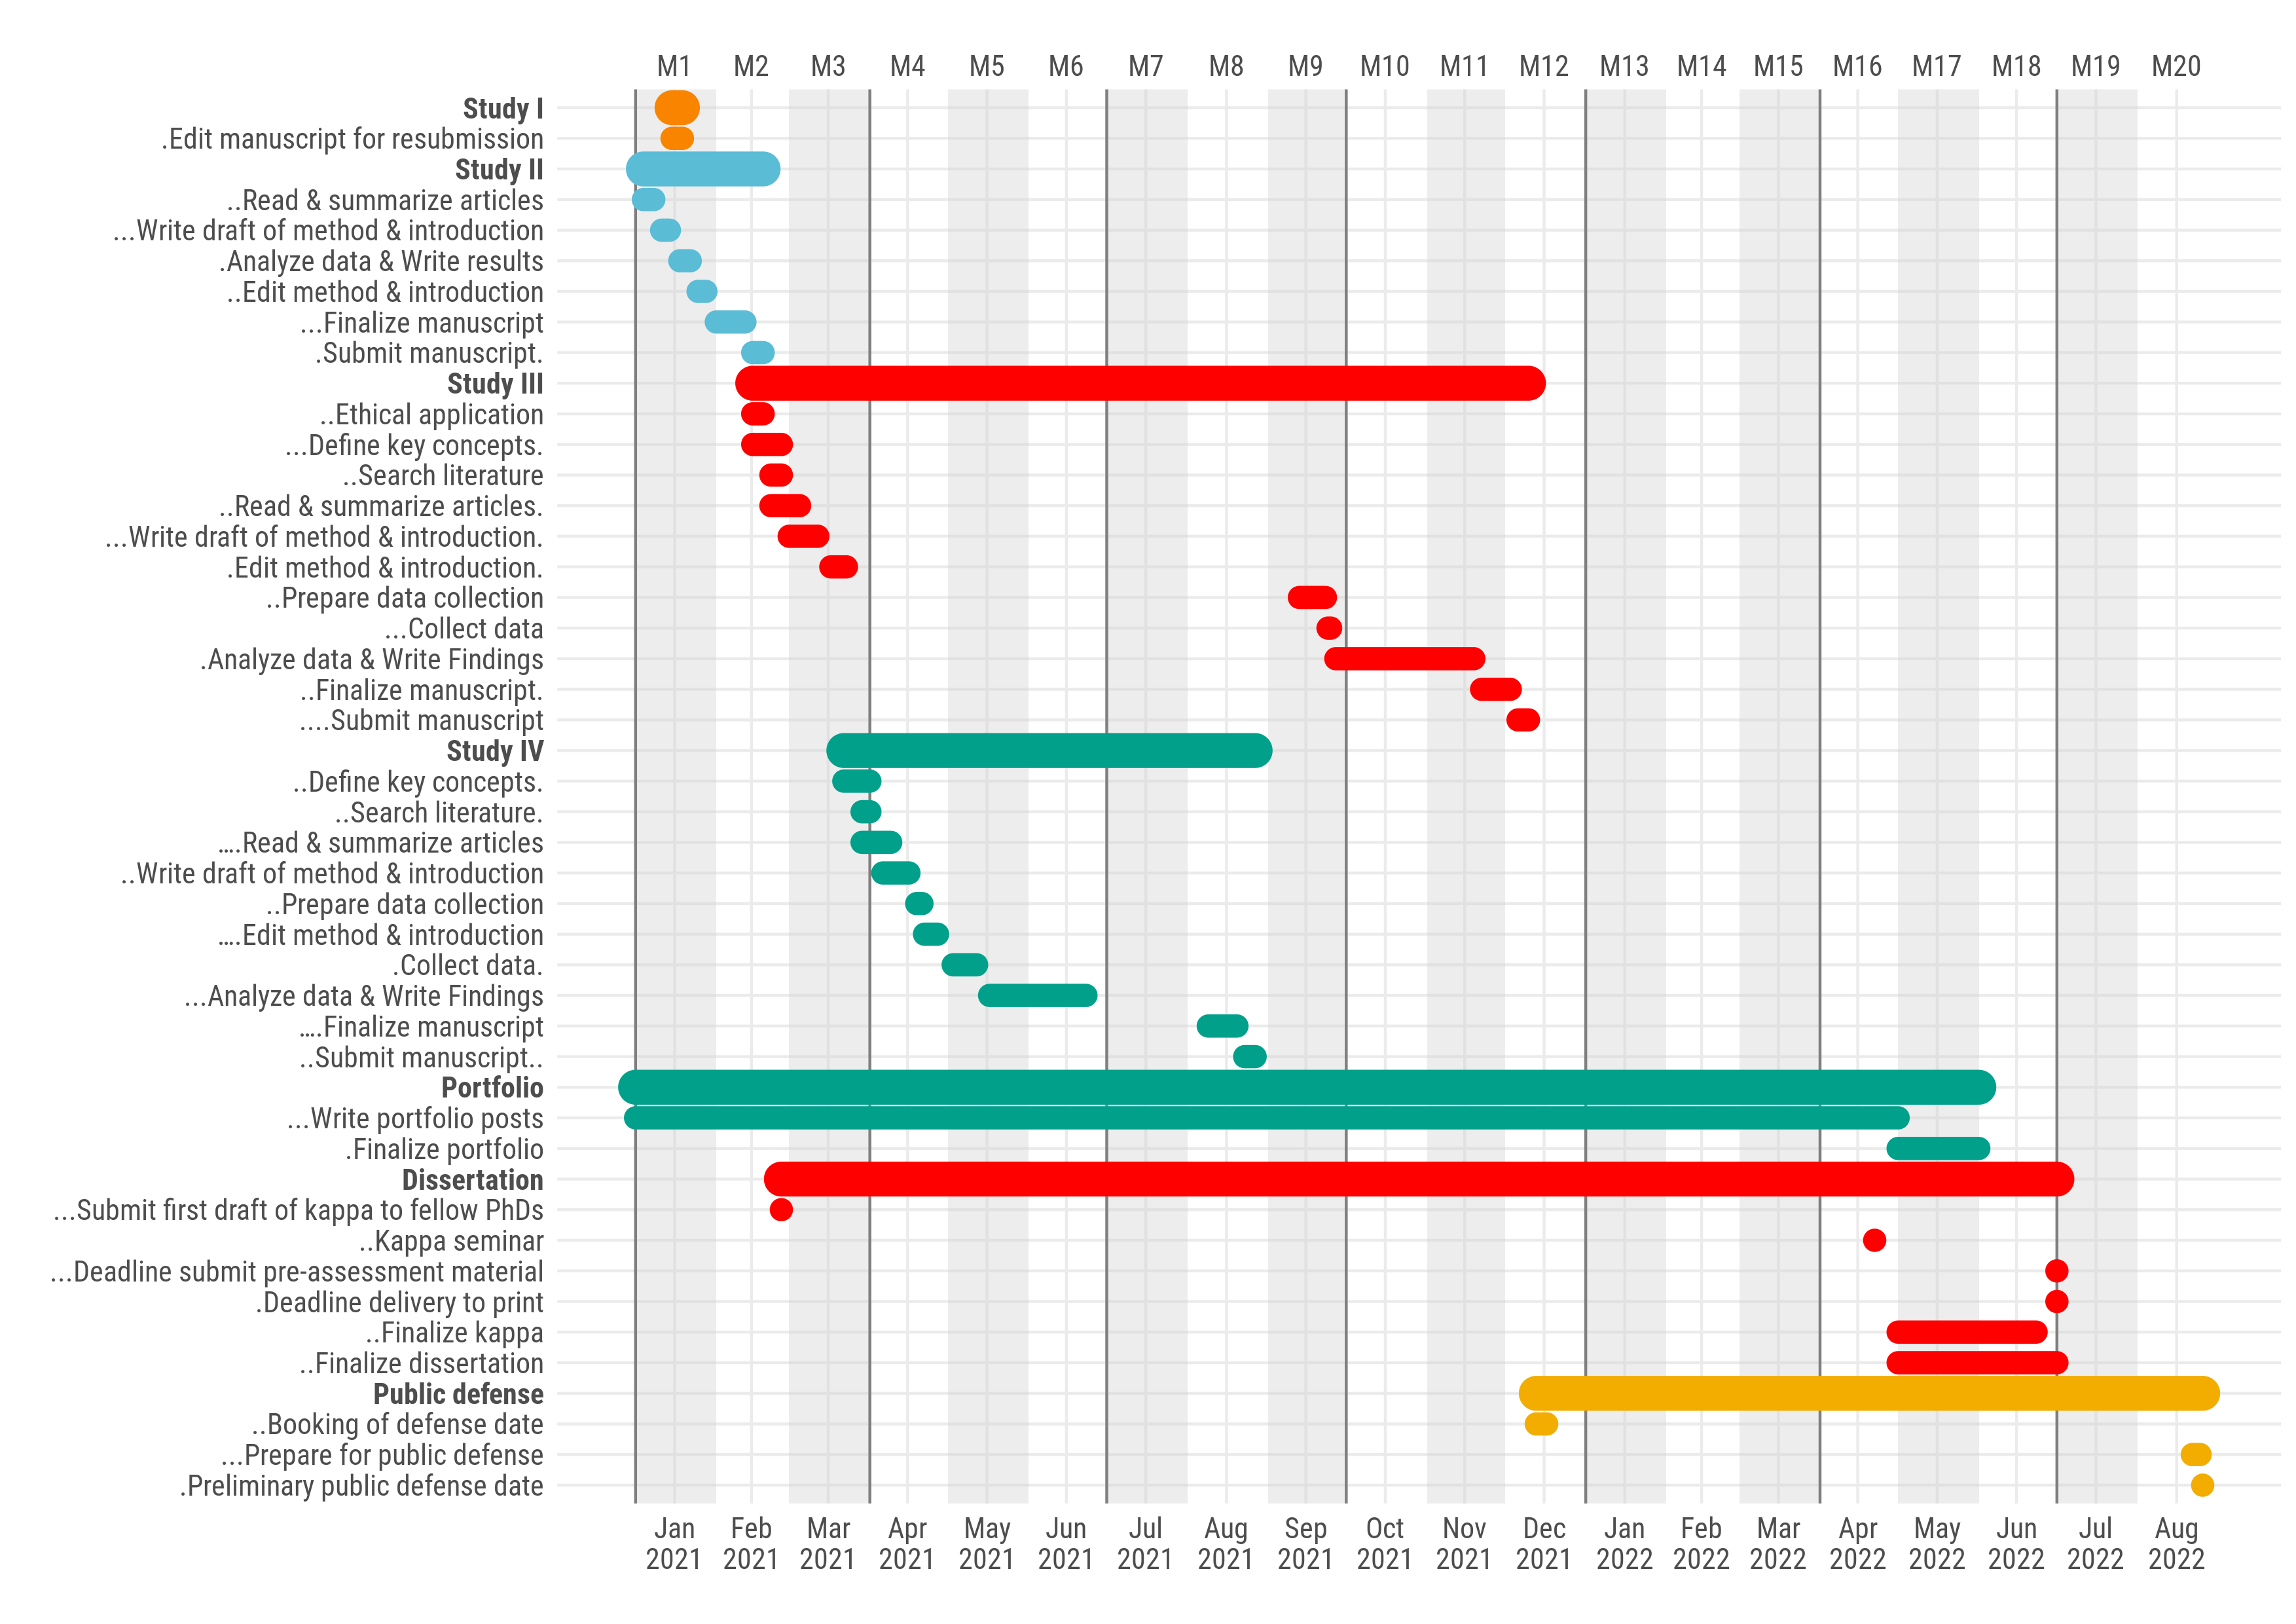 M1 M2 M3 M4 M5 M6 M7 M8 M9 M10 M11 M12 M13 M14 M15 M16 M17 M18 M19 M20
Study I
.Edit manuscript for resubmission
Study II
..Read & summarize articles
...Write draft of method & introduction
.Analyze data & Write results
..Edit method & introduction
...Finalize manuscript
.Submit manuscript.
Study III
..Ethical application
...Define key concepts.
..Search literature
..Read & summarize articles.
...Write draft of method & introduction.
.Edit method & introduction.
..Prepare data collection
...Collect data
.Analyze data & Write Findings
..Finalize manuscript.
....Submit manuscript
Study IV
..Define key concepts.
..Search literature.
….Read & summarize articles
..Write draft of method & introduction
..Prepare data collection
….Edit method & introduction
.Collect data.
...Analyze data & Write Findings
….Finalize manuscript
..Submit manuscript..
Portfolio
...Write portfolio posts
.Finalize portfolio
Dissertation
...Submit first draft of kappa to fellow PhDs
..Kappa seminar
...Deadline submit pre-assessment material
.Deadline delivery to print
..Finalize kappa
..Finalize dissertation
Public defense
..Booking of defense date
...Prepare for public defense
.Preliminary public defense date
Jan Feb Mar Apr May Jun Jul Aug Sep Oct Nov Dec Jan Feb Mar Apr May Jun Jul Aug
2021 2021 2021 2021 2021 2021 2021 2021 2021 2021 2021 2021 2022 2022 2022 2022 2022 2022 2022 2022